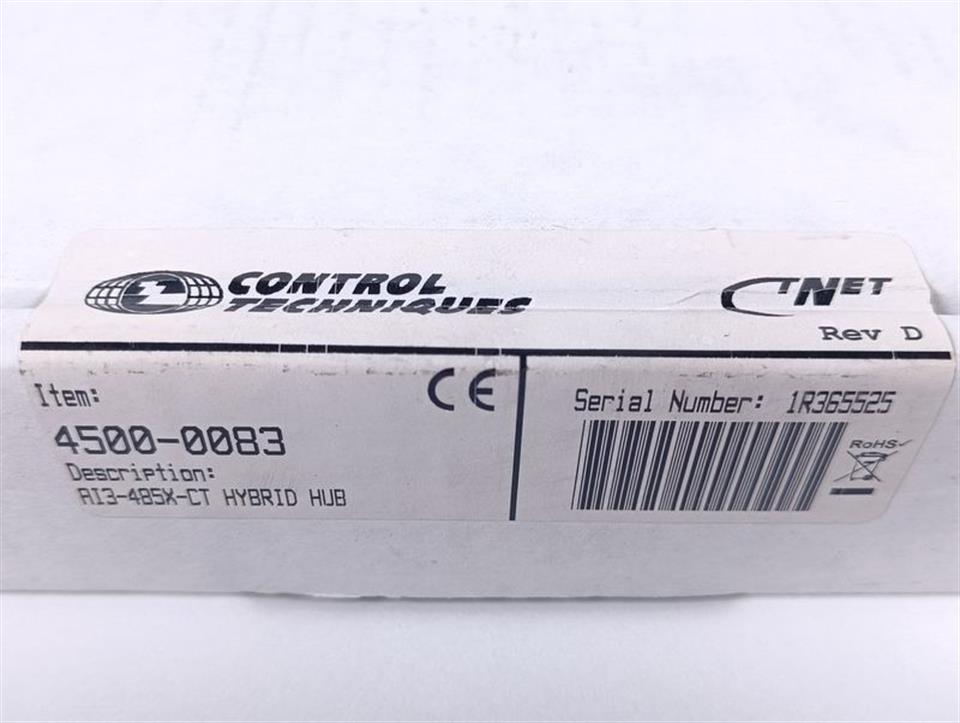 CONTROL
TECHNIQUES
CTNET
Rev D
Item:
CE
Serial Number: 1R365525
4500-0083
Description:
AI3-485X-CT HYBRID HUB
RoHS